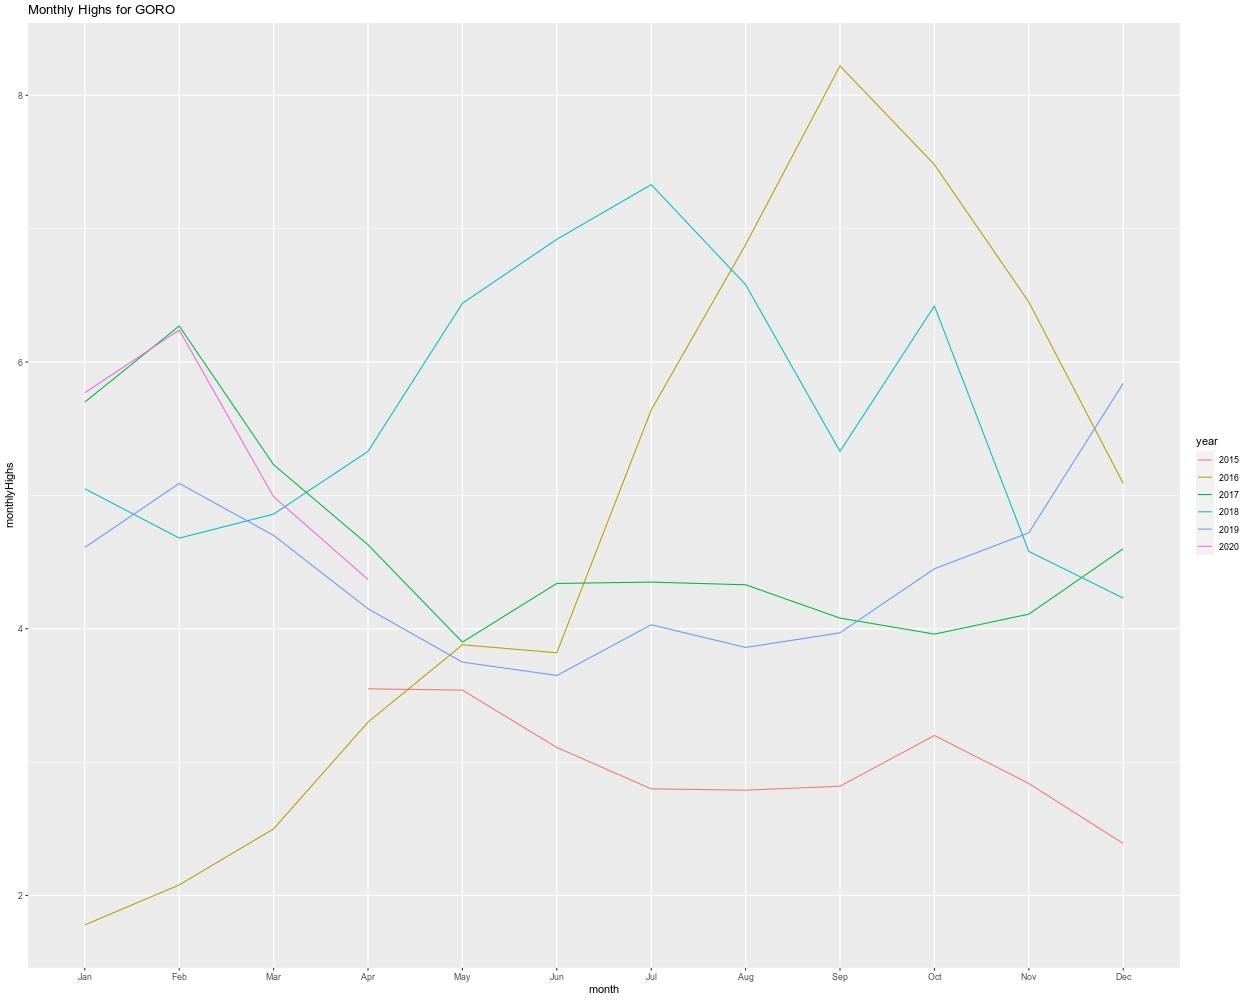 Monthly Highs for GORO
monthlyHighs
8
6
4
2
Jan Feb Mar Apr May Jun Jul Aug Sep Oct Nov Dec
month
year
2015
2016
2017
2018
2019
2020